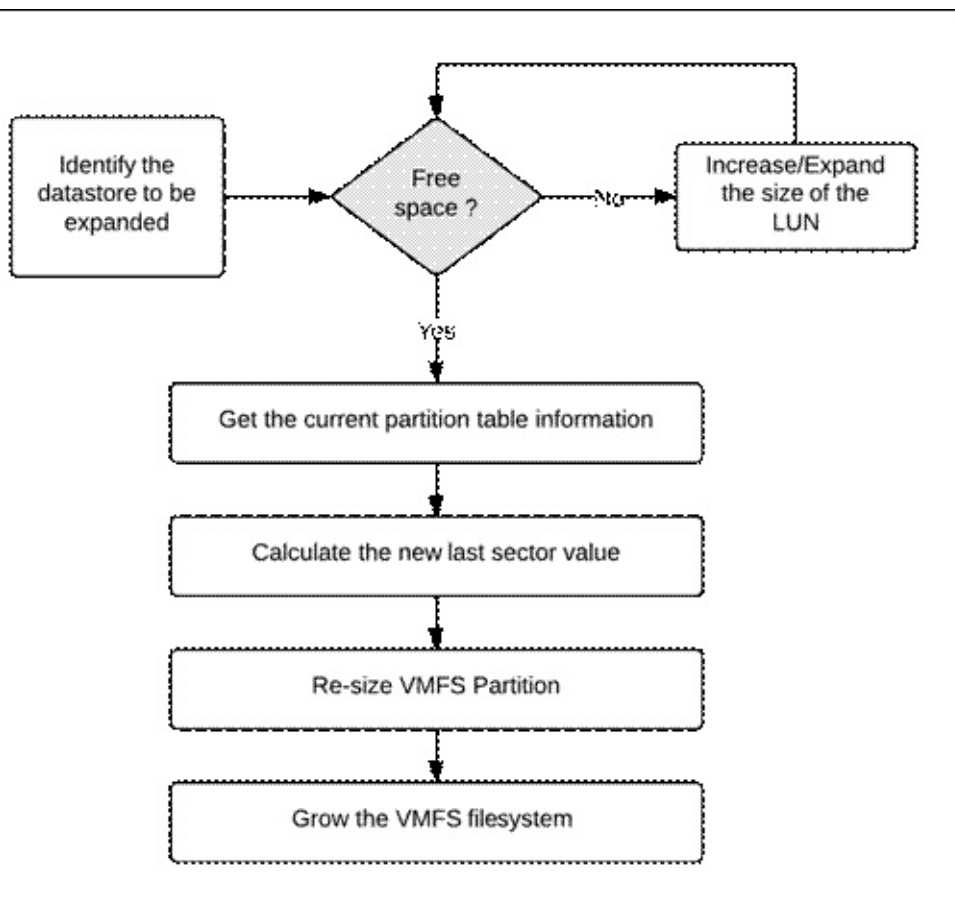 Identify the
datastore to be
expanded
Free
space ?
No
Increase/Expand
the size of the
LUN
Yes
Get the current partition table information
Calculate the new last sector value
Re-size VMFS Partition
Grow the VMFS filesystem